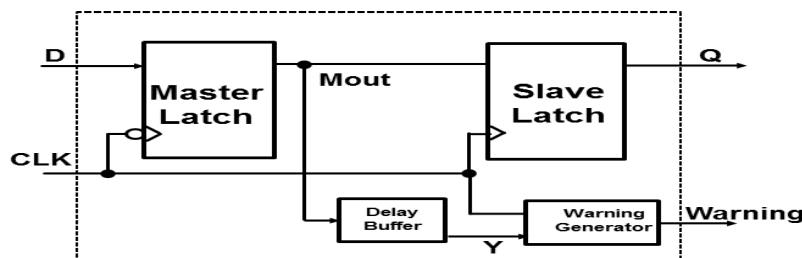 D
Master
Latch
Mout
Slave
Latch
Q
CLK
Delay
Buffer
Y
Warning
Generator
Warning